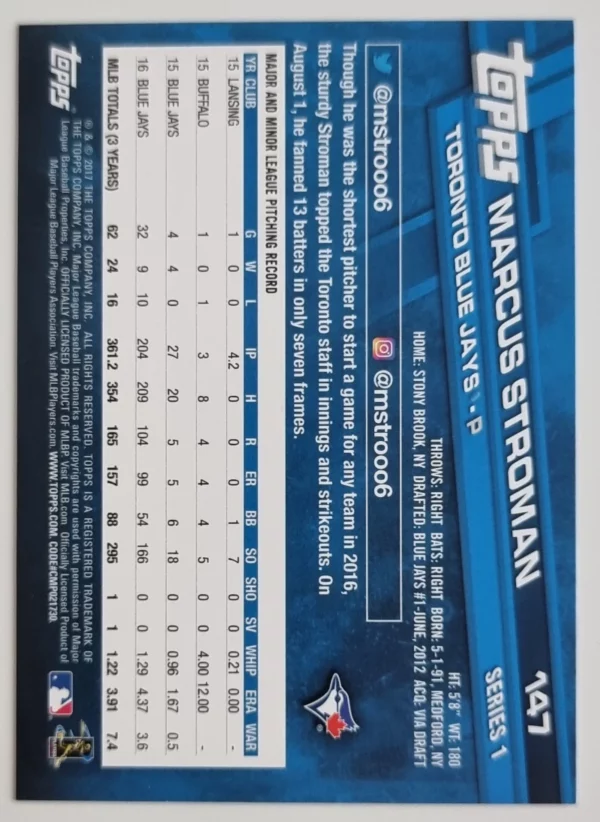 topps MARCUS STROMAN 147
TORONTO BLUE JAYS • P SERIES 1
HT: 5'8" WT: 180
THROWS: RIGHT BATS: RIGHT BORN: 5-1-91, MEDFORD, NY
HOME: STONY BROOK, NY DRAFTED: BLUE JAYS #1-JUNE, 2012 ACQ: VIA DRAFT
@mstrooo6 @mstrooo6
Though he was the shortest pitcher to start a game for any team in 2016,
the sturdy Stroman topped the Toronto staff in innings and strikeouts. On
August 1, he fanned 13 batters in only seven frames.
MAJOR AND MINOR LEAGUE PITCHING RECORD
YR CLUB G W L IP H R ER BB SO SHO SV WHIP ERA WAR
15 LANSING 1 0 0 4.2 0 0 0 1 7 0 0 0.21 0.00 -
15 BUFFALO 1 0 1 3 8 4 4 4 5 0 0 4.00 12.00 -
15 BLUE JAYS 4 4 0 27 20 5 5 6 18 0 0 0.96 1.67 0.5
16 BLUE JAYS 32 9 10 204 209 104 99 54 166 0 0 1.29 4.37 3.6
MLB TOTALS (3 YEARS) 62 24 16 361.2 354 165 157 88 295 1 1 1.22 3.91 7.4
topps
® & © 2017 THE TOPPS COMPANY, INC. ALL RIGHTS RESERVED. TOPPS IS A REGISTERED TRADEMARK OF
THE TOPPS COMPANY, INC. Major League Baseball trademarks and copyrights are used with permission of Major
League Baseball Properties, Inc. OFFICIALLY LICENSED PRODUCT OF MLBP. Visit MLB.com Officially Licensed Product of
Major League Baseball Players Association. Visit MLBPlayers.com. WWW.TOPPS.COM. CODE#CMP021730.